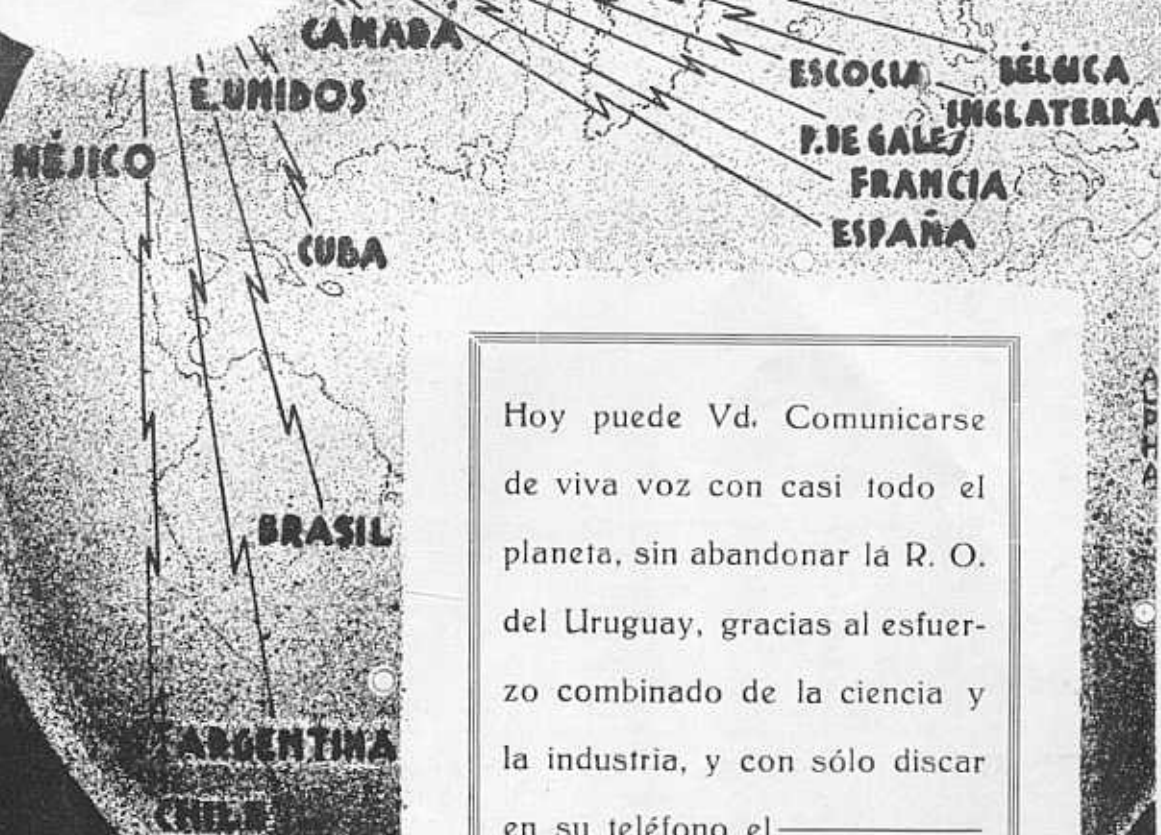 CANADA
E.UNIDOS
MÉJICO
CUBA
BRASIL
ARGENTINA
CHILE
ESCOCIA
BÉLGICA
INGLATERRA
P. DE GALES
FRANCIA
ESPAÑA
Hoy puede Vd. Comunicarse
de viva voz con casi todo el
planeta, sin abandonar la R. O.
del Uruguay, gracias al esfuer-
zo combinado de la ciencia y
la industria, y con sólo discar
en su teléfono el